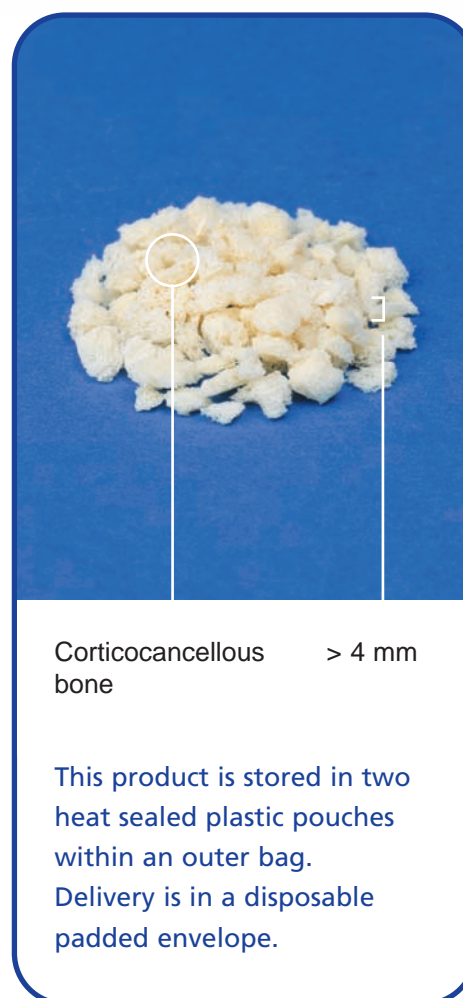 Corticocancellous bone
> 4 mm
This product is stored in two
heat sealed plastic pouches
within an outer bag.
Delivery is in a disposable
padded envelope.